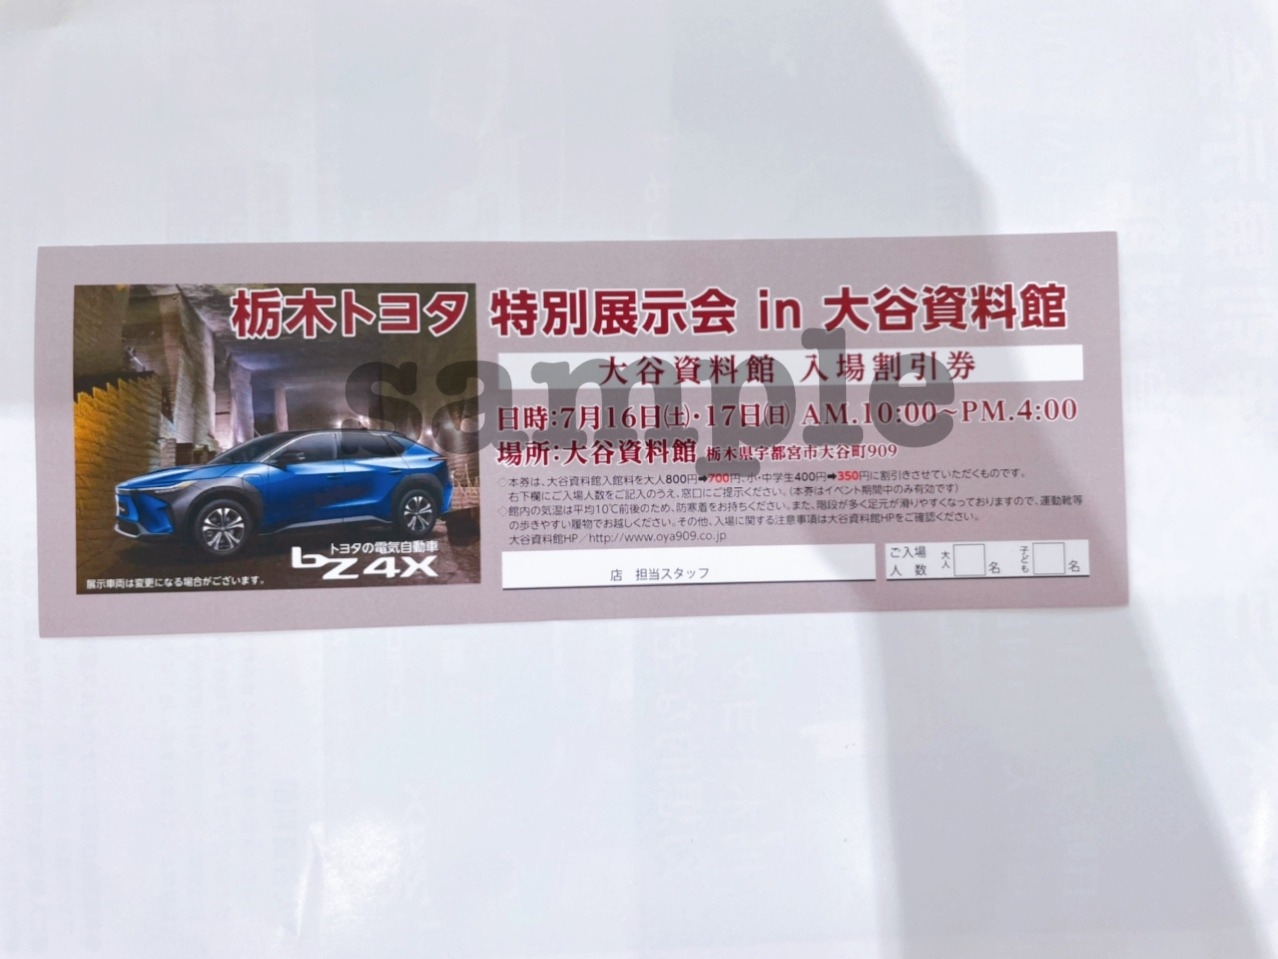 栃木トヨタ 特別展示会 in 大谷資料館
大谷資料館 入場割引券
日時:7月16日(土)・17日(日) AM.10:00~PM.4:00
場所:大谷資料館 栃木県宇都宮市大谷町909
◇本券は、大谷資料館入館料を大人800円➡700円、小・中学生400円➡350円に割引きさせていただくものです。
右下欄にご入場人数をご記入のうえ、窓口にご提示ください。(本券はイベント期間中のみ有効です)
◇館内の気温は平均10℃前後のため、防寒着をお持ちください。また、階段が多く足元が滑りやすくなっておりますので、運動靴等
の歩きやすい履物でお越しください。その他、入場に関する注意事項は大谷資料館HPをご確認ください。
大谷資料館HP/http://www.oya909.co.jp
トヨタの電気自動車
bZ4X
展示車両は変更になる場合がございます。
店 担当スタッフ
ご入場
人 数
大人 名
子ども 名
sample